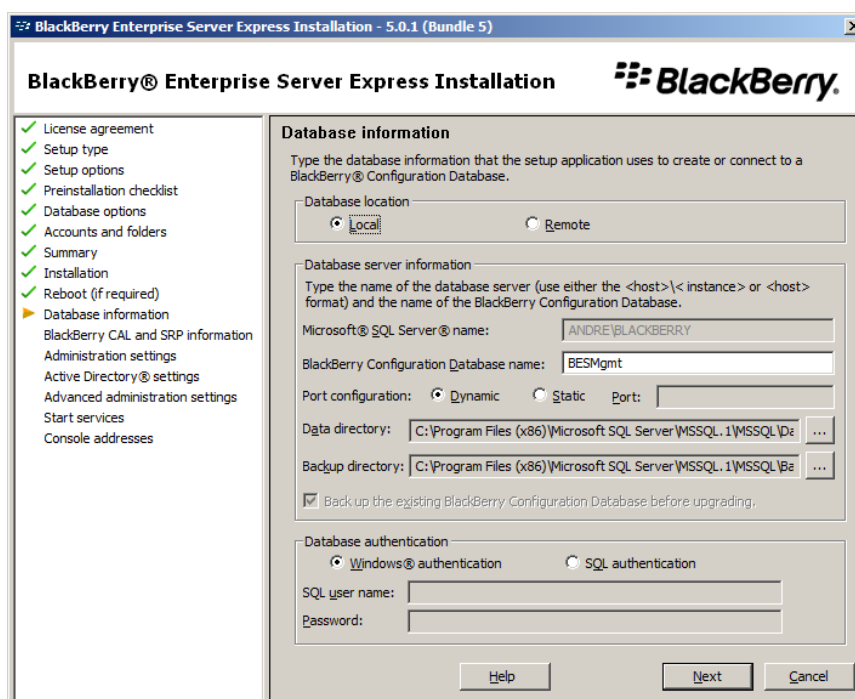 BlackBerry Enterprise Server Express Installation - 5.0.1 (Bundle 5)
BlackBerry® Enterprise Server Express Installation
BlackBerry.
License agreement
Setup type
Setup options
Preinstallation checklist
Database options
Accounts and folders
Summary
Installation
Reboot (if required)
Database information
BlackBerry CAL and SRP information
Administration settings
Active Directory® settings
Advanced administration settings
Start services
Console addresses
Database information
Type the database information that the setup application uses to create or connect to a
BlackBerry® Configuration Database.
Database location
Local
Remote
Database server information
Type the name of the database server (use either the <host>\< instance> or <host>
format) and the name of the BlackBerry Configuration Database.
Microsoft® SQL Server® name: ANDRE\BLACKBERRY
BlackBerry Configuration Database name: BESMgmt
Port configuration: Dynamic Static Port:
Data directory: C:\Program Files (x86)\Microsoft SQL Server\MSSQL.1\MSSQL\Da ...
Backup directory: C:\Program Files (x86)\Microsoft SQL Server\MSSQL.1\MSSQL\Ba ...
Back up the existing BlackBerry Configuration Database before upgrading.
Database authentication
Windows® authentication
SQL authentication
SQL user name:
Password:
Help Next Cancel